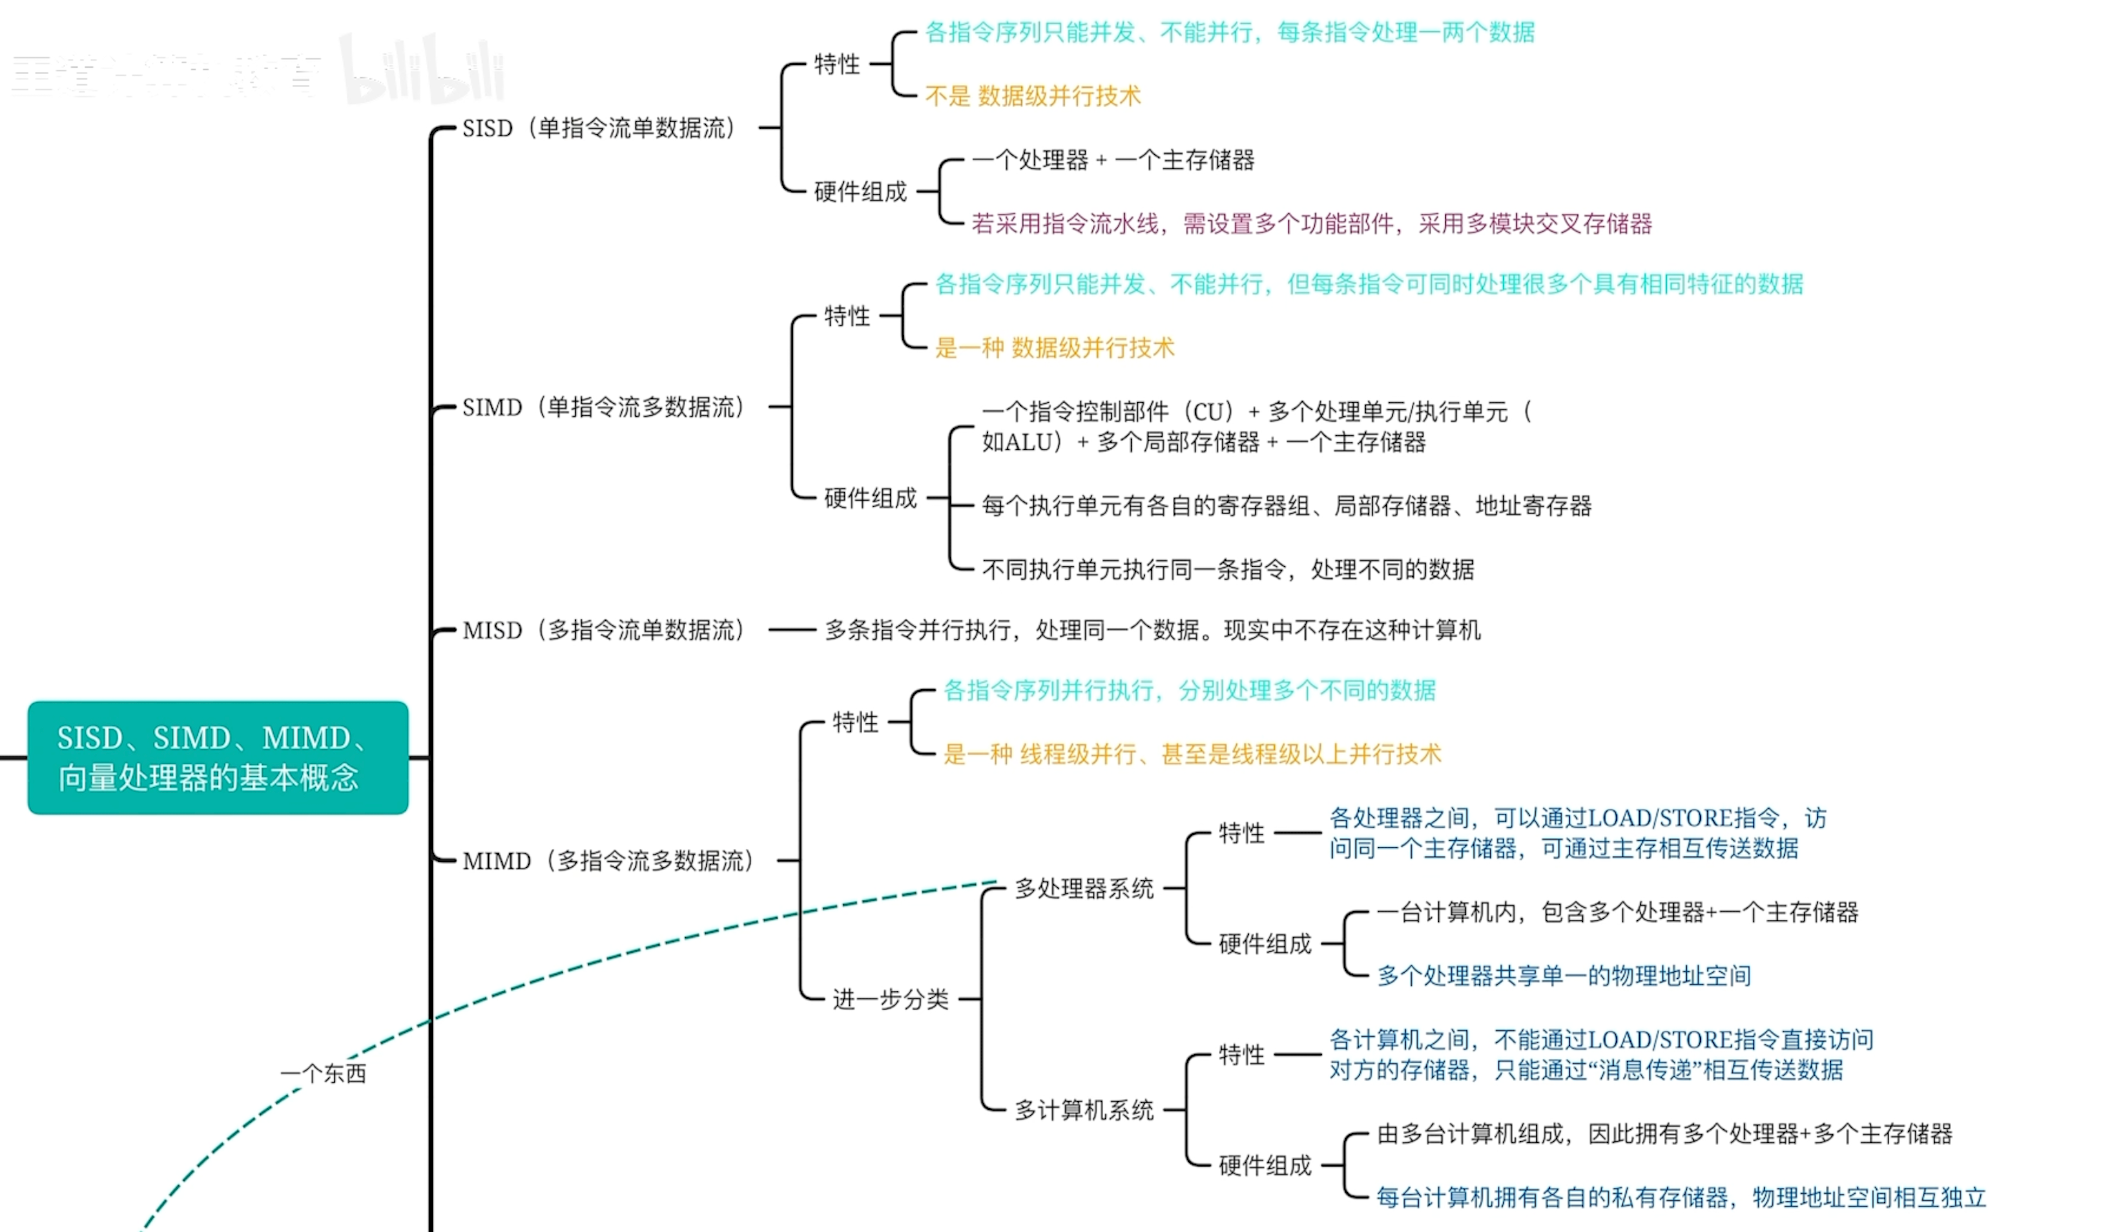 bilibili
各指令序列只能并发、不能并行，每条指令处理一两个数据
特性
不是 数据级并行技术
SISD（单指令流单数据流）
一个处理器 + 一个主存储器
硬件组成
若采用指令流水线，需设置多个功能部件，采用多模块交叉存储器
各指令序列只能并发、不能并行，但每条指令可同时处理很多个具有相同特征的数据
特性
是一种 数据级并行技术
SIMD（单指令流多数据流）
一个指令控制部件（CU）+ 多个处理单元/执行单元（
如ALU）+ 多个局部存储器 + 一个主存储器
硬件组成
每个执行单元有各自的寄存器组、局部存储器、地址寄存器
不同执行单元执行同一条指令，处理不同的数据
MISD（多指令流单数据流）
多条指令并行执行，处理同一个数据。现实中不存在这种计算机
SISD、SIMD、MIMD、
向量处理器的基本概念
各指令序列并行执行，分别处理多个不同的数据
特性
是一种 线程级并行、甚至是线程级以上并行技术
MIMD（多指令流多数据流）
各处理器之间，可以通过LOAD/STORE指令，访
问同一个主存储器，可通过主存相互传送数据
特性
多处理器系统
一台计算机内，包含多个处理器+一个主存储器
硬件组成
多个处理器共享单一的物理地址空间
进一步分类
各计算机之间，不能通过LOAD/STORE指令直接访问
对方的存储器，只能通过“消息传递”相互传送数据
特性
多计算机系统
由多台计算机组成，因此拥有多个处理器+多个主存储器
硬件组成
每台计算机拥有各自的私有存储器，物理地址空间相互独立
一个东西